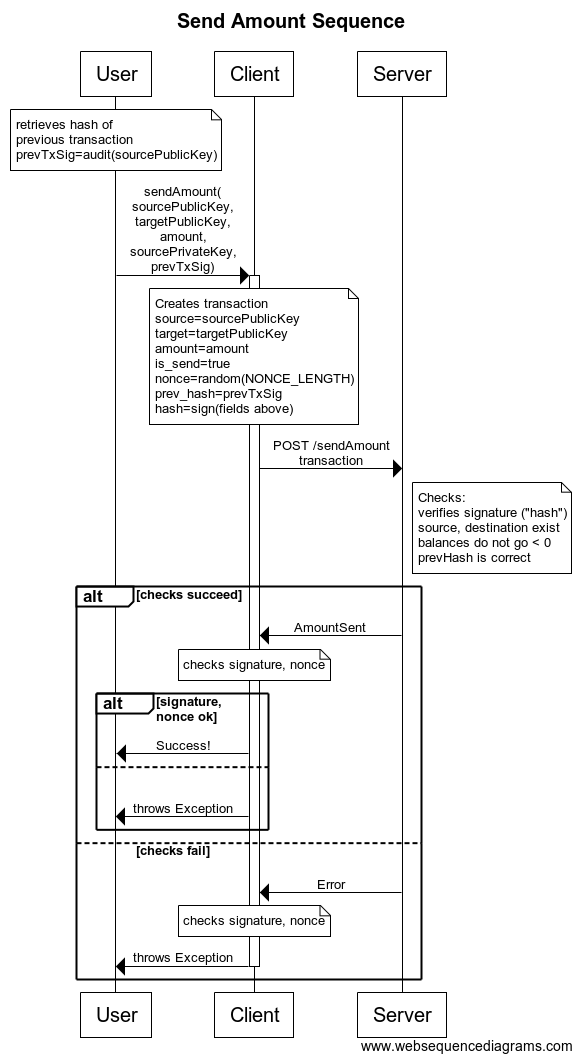 Send Amount Sequence
User
Client
Server
retrieves hash of
previous transaction
prevTxSig=audit(sourcePublicKey)
sendAmount(
sourcePublicKey,
targetPublicKey,
amount,
sourcePrivateKey,
prevTxSig)
Creates transaction
source=sourcePublicKey
target=targetPublicKey
amount=amount
is_send=true
nonce=random(NONCE_LENGTH)
prev_hash=prevTxSig
hash=sign(fields above)
POST /sendAmount
transaction
Checks:
verifies signature ("hash")
source, destination exist
balances do not go < 0
prevHash is correct
alt
[checks succeed]
AmountSent
checks signature, nonce
alt
[signature,
nonce ok]
Success!
throws Exception
[checks fail]
Error
checks signature, nonce
throws Exception
User
Client
Server
www.websequencediagrams.com